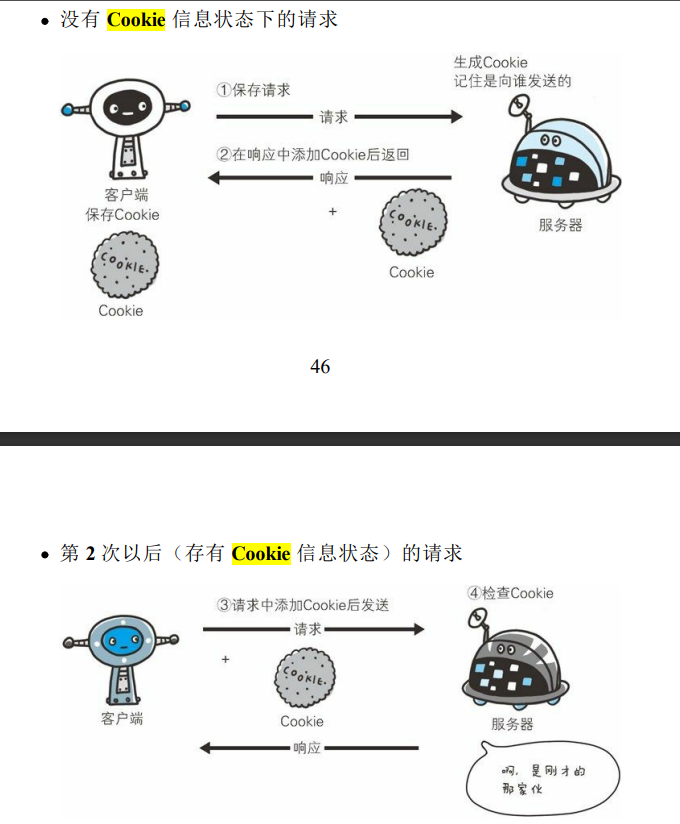 • 没有 Cookie 信息状态下的请求
生成Cookie
记住是向谁发送的
①保存请求
请求
②在响应中添加Cookie后返回
响应
+
客户端
保存Cookie
COOKIE.
COOKIE.
服务器
Cookie
Cookie
46
• 第 2 次以后（存有 Cookie 信息状态）的请求
③请求中添加Cookie后发送
④检查Cookie
请求
+
COOKIE.
客户端
Cookie
服务器
响应
啊，是刚才的
那家伙